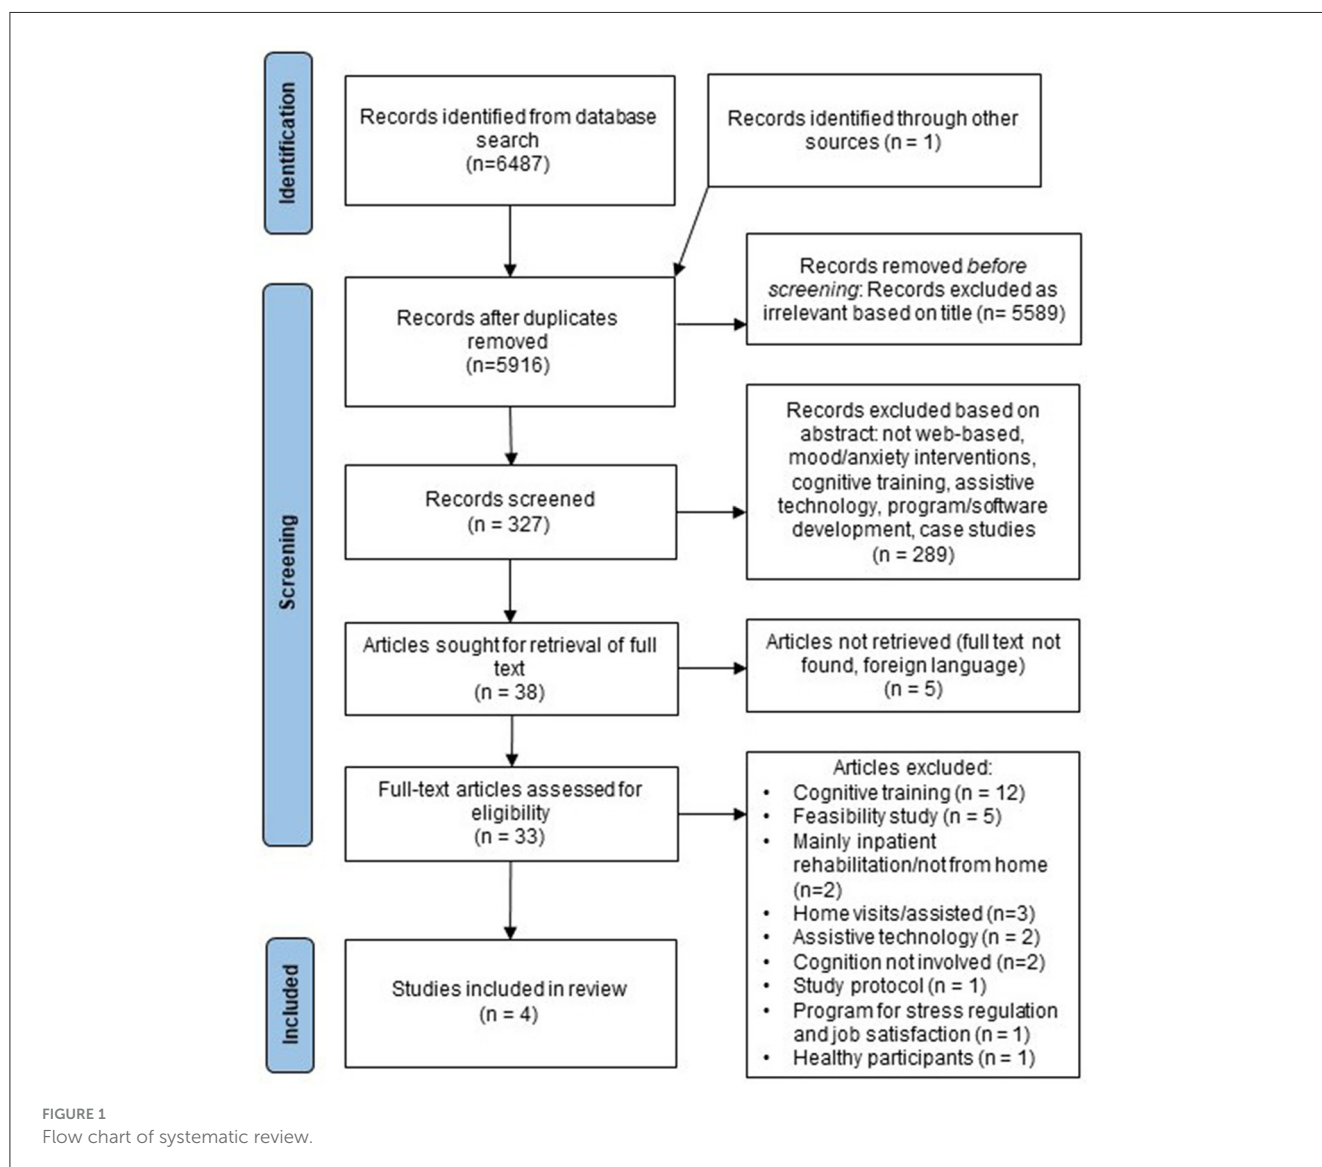 Identification
Records identified from database
search
(n=6487)
Records identified through other
sources (n = 1)
Screening
Records after duplicates
removed
(n=5916)
Records removed before
screening: Records excluded as
irrelevant based on title (n= 5589)
Records screened
(n = 327)
Records excluded based on
abstract: not web-based,
mood/anxiety interventions,
cognitive training, assistive
technology, program/software
development, case studies
(n = 289)
Articles sought for retrieval of full
text
(n = 38)
Articles not retrieved (full text not
found, foreign language)
(n = 5)
Full-text articles assessed for
eligibility
(n = 33)
Articles excluded:
• Cognitive training (n = 12)
• Feasibility study (n = 5)
• Mainly inpatient
rehabilitation/not from home
(n=2)
• Home visits/assisted (n=3)
• Assistive technology (n = 2)
• Cognition not involved (n=2)
• Study protocol (n = 1)
• Program for stress regulation
and job satisfaction (n = 1)
• Healthy participants (n = 1)
Included
Studies included in review
(n = 4)
FIGURE 1
Flow chart of systematic review.